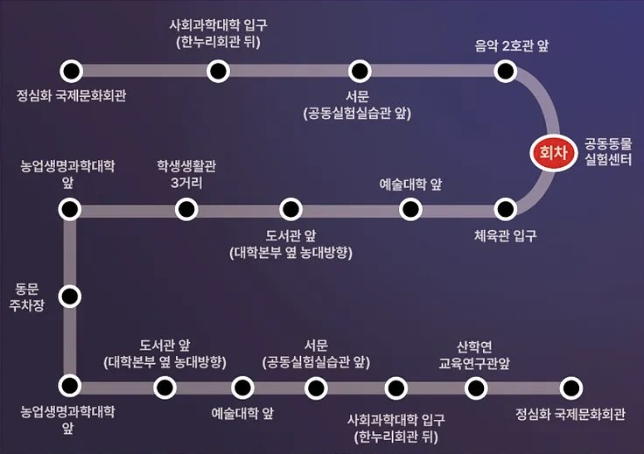 사회과학대학 입구
(한누리회관 뒤)
음악 2호관 앞
정심화 국제문화회관
서문
(공동실험실습관 앞)
회차
공동동물
실험센터
농업생명과학대학
앞
학생생활관
3거리
예술대학 앞
도서관 앞
(대학본부 옆 농대방향)
체육관 입구
동문
주차장
도서관 앞
(대학본부 옆 농대방향)
서문
(공동실험실습관 앞)
산학연
교육연구관앞
농업생명과학대학
앞
예술대학 앞
사회과학대학 입구
(한누리회관 뒤)
정심화 국제문화회관